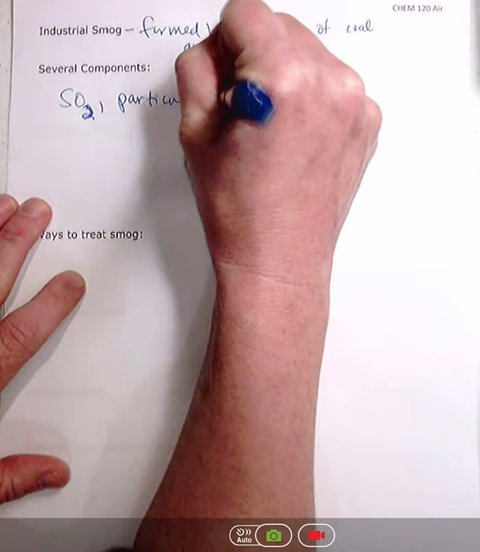 CHEM 120 Air
Industrial Smog – formed of coal
Several Components:
SO2, particu
ays to treat smog:
Auto